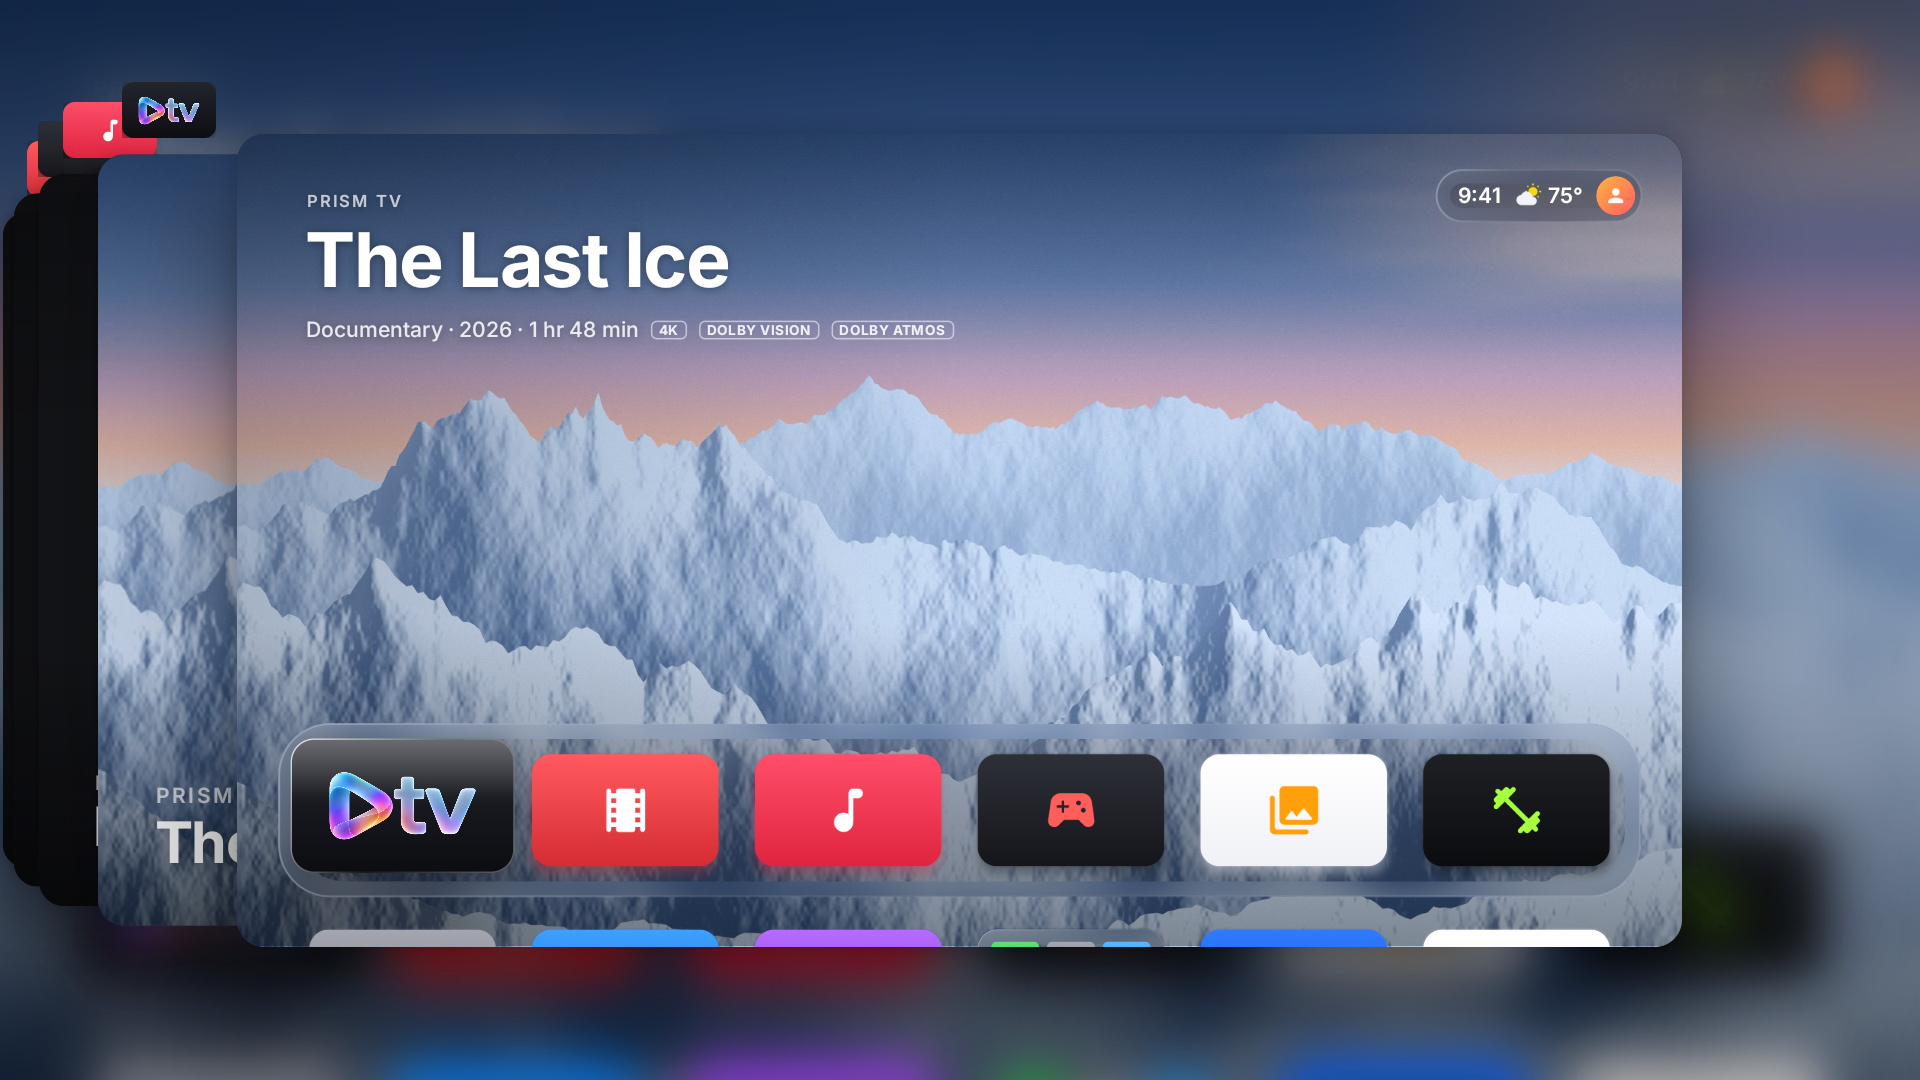 tv
PRISM TV
The Last Ice
Documentary · 2026 · 1 hr 48 min 4K DOLBY VISION DOLBY ATMOS
9:41 75°
PRISM
The
tv